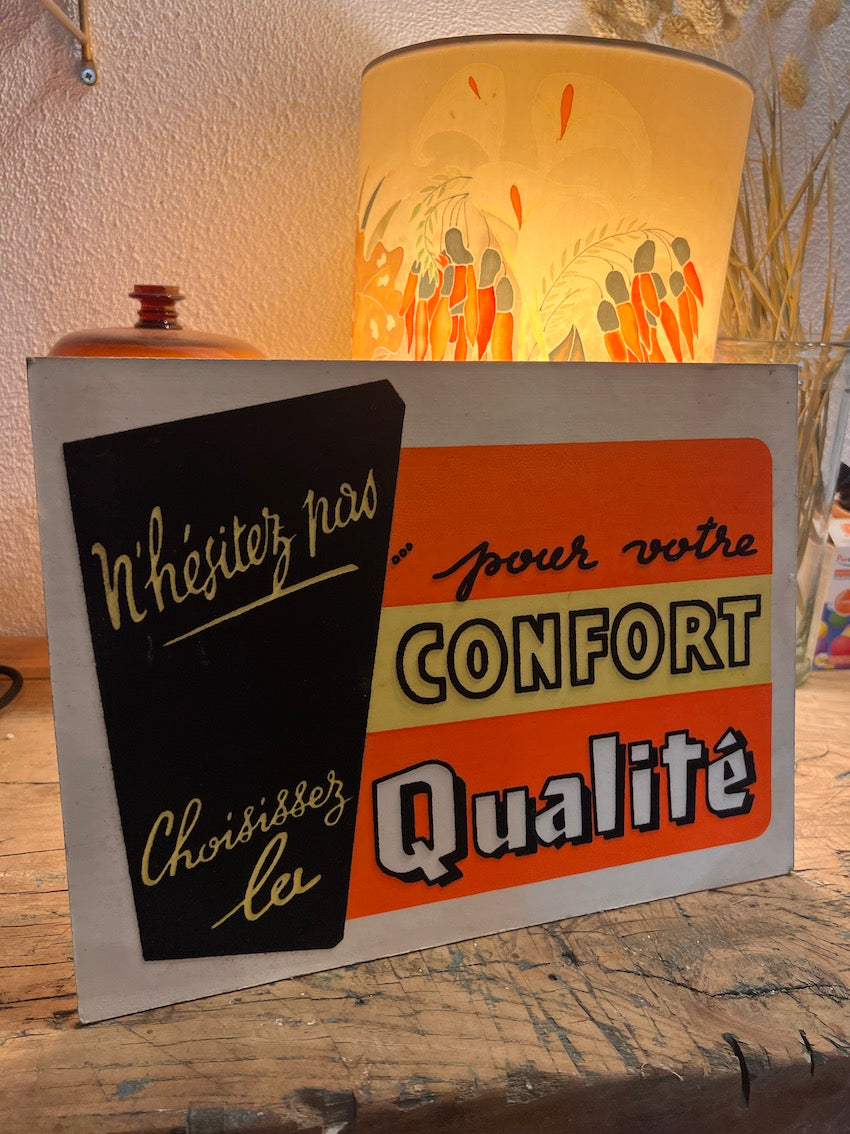 n'hésitez pas
... pour votre
CONFORT
Choisissez
la
Qualité